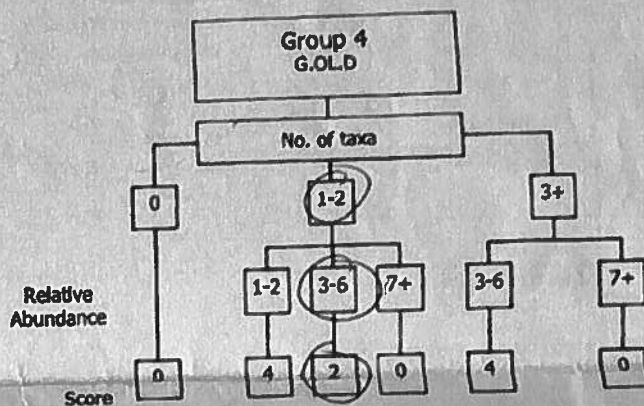 Group 4
G.OL.D
No. of taxa
0 1-2 3+
Relative
Abundance
1-2 3-6 7+ 3-6 7+
Score
0 4 2 0 4 0